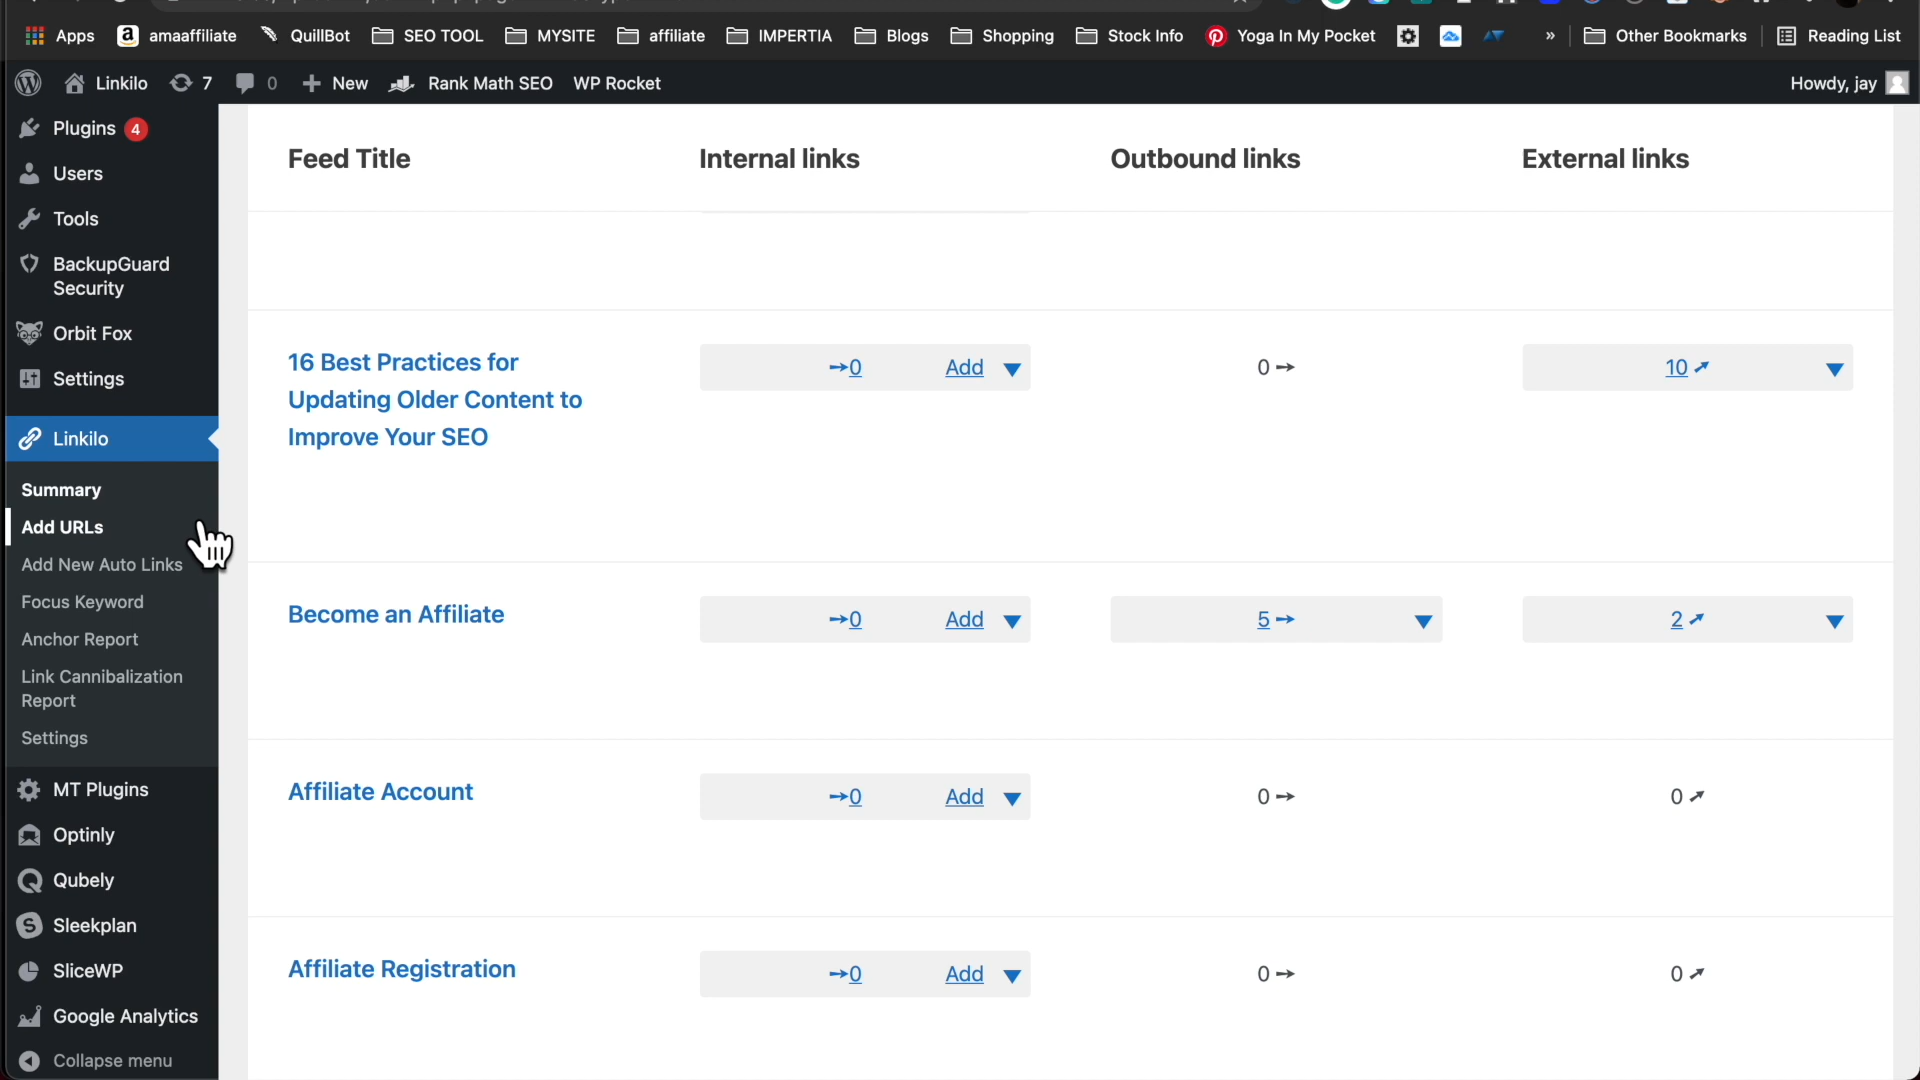 Apps
amaaffiliate
QuillBot
SEO TOOL
MYSITE
affiliate
IMPERTIA
Blogs
Shopping
Stock Info
Yoga In My Pocket
»
Other Bookmarks
Reading List
Linkilo
7
0
New
Rank Math SEO
WP Rocket
Howdy, jay
Plugins 4
Users
Tools
BackupGuard
Security
Orbit Fox
Settings
Linkilo
Summary
Add URLs
Add New Auto Links
Focus Keyword
Anchor Report
Link Cannibalization
Report
Settings
MT Plugins
Optinly
Qubely
Sleekplan
SliceWP
Google Analytics
Collapse menu
Feed Title Internal links Outbound links External links
16 Best Practices for
Updating Older Content to
Improve Your SEO
→0 Add ▼ 0 → 10 ↗ ▼
Become an Affiliate →0 Add ▼ 5 → ▼ 2 ↗ ▼
Affiliate Account →0 Add ▼ 0 → 0 ↗
Affiliate Registration →0 Add ▼ 0 → 0 ↗